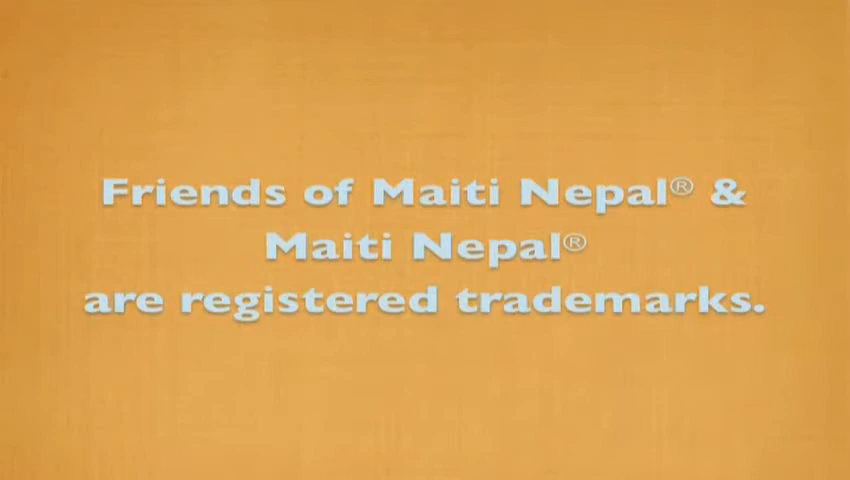 Friends of Maiti Nepal® &
Maiti Nepal®
are registered trademarks.